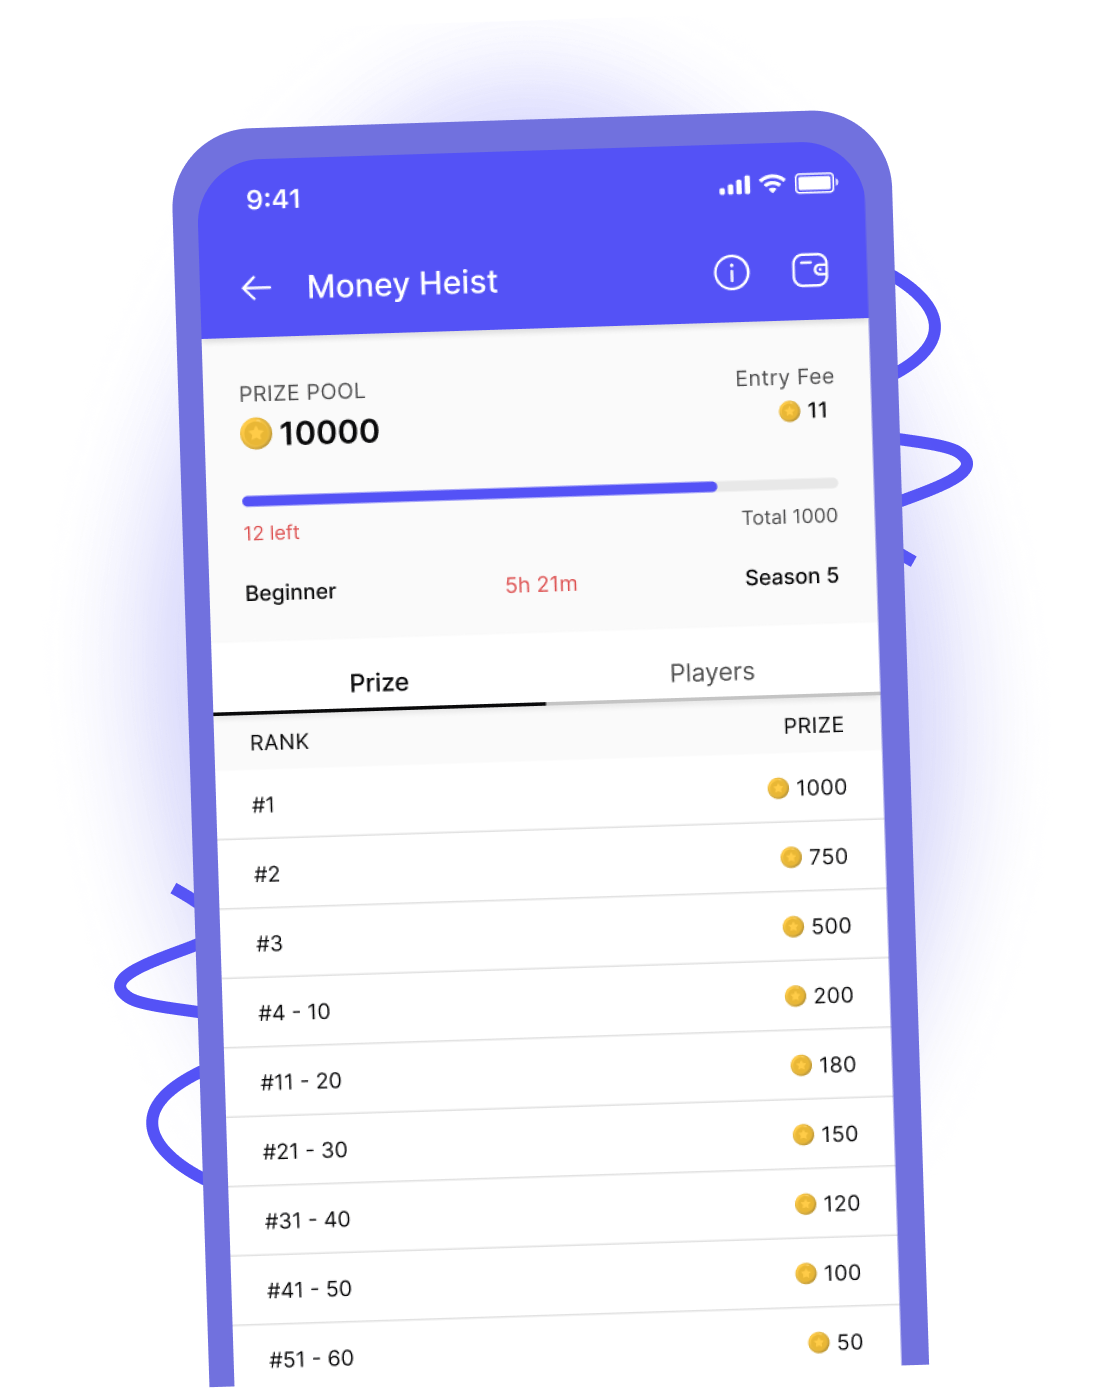 9:41
Money Heist
PRIZE POOL
Entry Fee
10000
11
12 left
Total 1000
Beginner
5h 21m
Season 5
Prize
Players
RANK
PRIZE
#1
1000
#2
750
#3
500
#4 - 10
200
#11 - 20
180
#21 - 30
150
#31 - 40
120
#41 - 50
100
#51 - 60
50